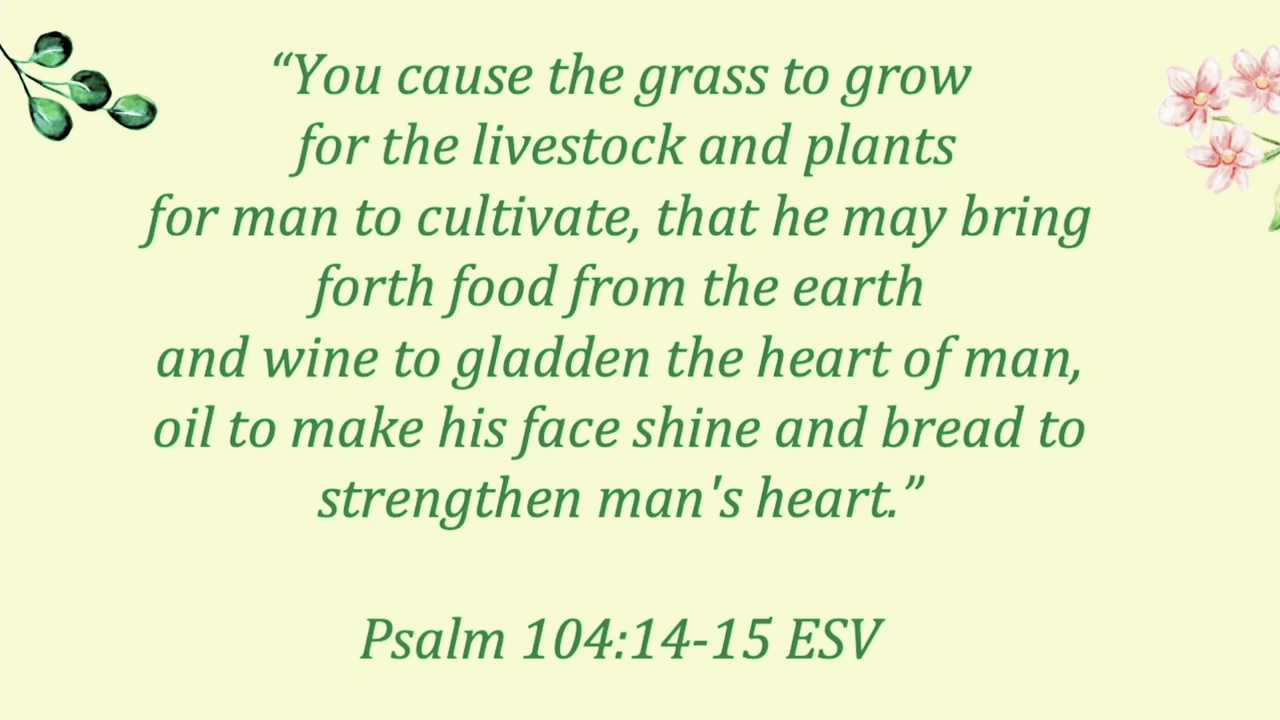 “You cause the grass to grow
for the livestock and plants
for man to cultivate, that he may bring
forth food from the earth
and wine to gladden the heart of man,
oil to make his face shine and bread to
strengthen man's heart.”
Psalm 104:14-15 ESV